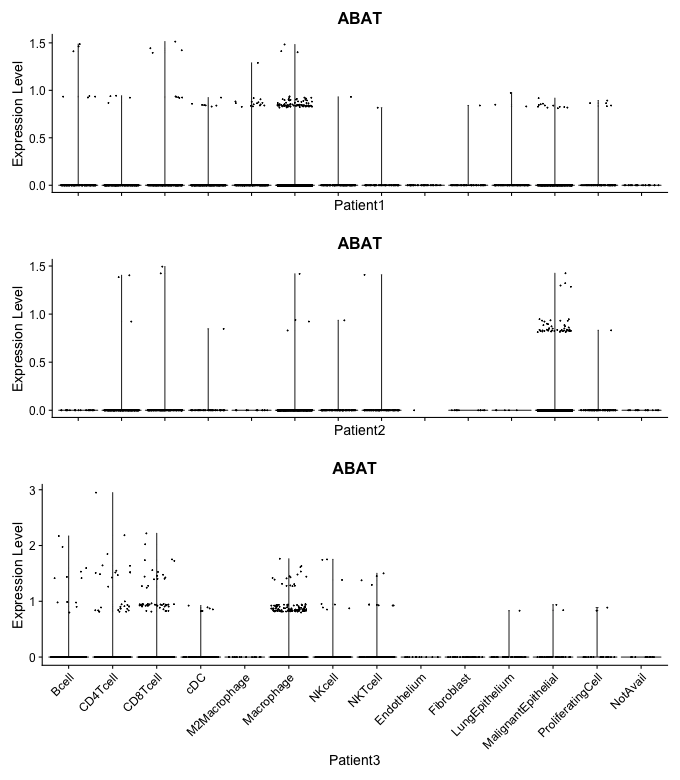 ABAT
Expression Level
1.5
1.0
0.5
0.0
Patient1
ABAT
Expression Level
1.5
1.0
0.5
0.0
Patient2
ABAT
Expression Level
3
2
1
0
Bcell
CD4Tcell
CD8Tcell
cDC
M2Macrophage
Macrophage
NKcell
NKTcell
Endothelium
Fibroblast
LungEpithelium
MalignantEpithelial
ProliferatingCell
NotAvail
Patient3